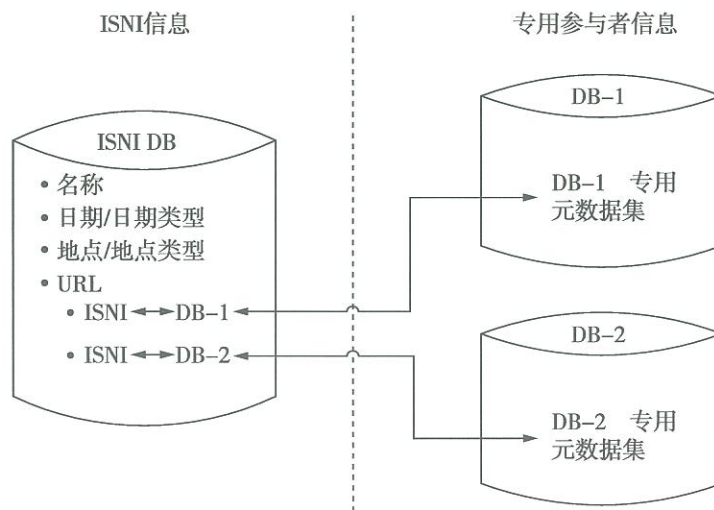 ISNI信息
专用参与者信息
ISNI DB
• 名称
• 日期/日期类型
• 地点/地点类型
• URL
• ISNI DB-1
• ISNI DB-2
DB-1
DB-1 专用
元数据集
DB-2
DB-2 专用
元数据集